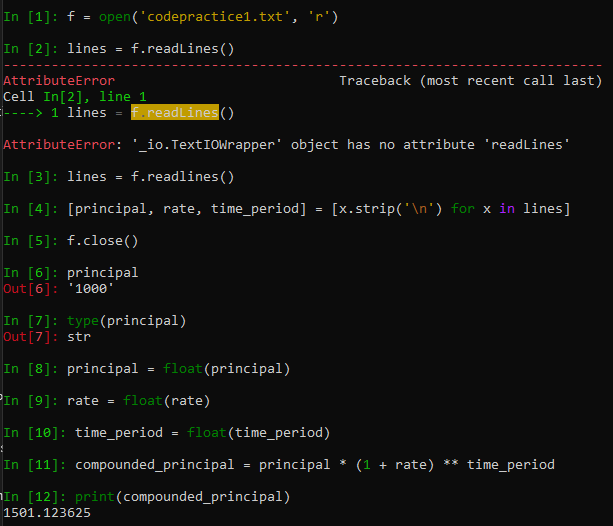 In [1]: f = open('codepractice1.txt', 'r')
In [2]: lines = f.readLines()
---------------------------------------------------------------------------
AttributeError                            Traceback (most recent call last)
Cell In[2], line 1
----> 1 lines = f.readLines()
AttributeError: '_io.TextIOWrapper' object has no attribute 'readLines'
In [3]: lines = f.readlines()
In [4]: [principal, rate, time_period] = [x.strip('\n') for x in lines]
In [5]: f.close()
In [6]: principal
Out[6]: '1000'
In [7]: type(principal)
Out[7]: str
In [8]: principal = float(principal)
In [9]: rate = float(rate)
In [10]: time_period = float(time_period)
In [11]: compounded_principal = principal * (1 + rate) ** time_period
In [12]: print(compounded_principal)
1501.123625